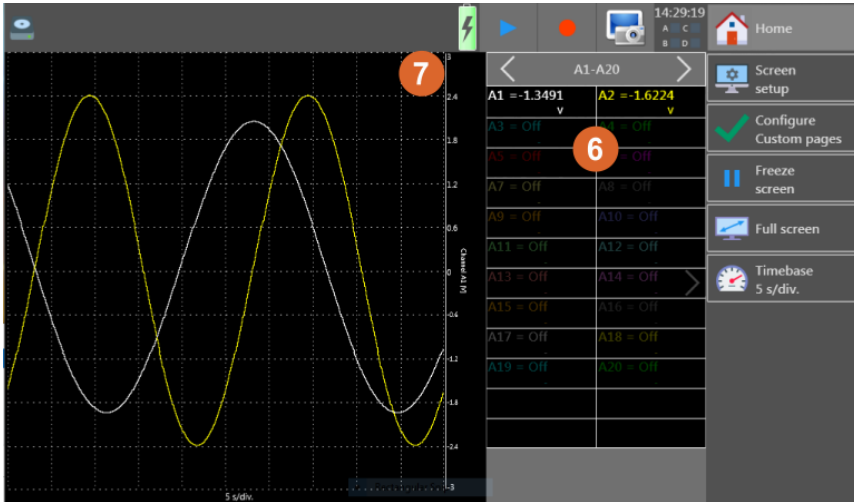 14:29:19
A C
B D
Home
7
3
2.4
1.8
1.2
0.6
0
-0.6
-1.2
-1.8
-2.4
-3
Channel A1 [V]
5 s/div.
A1-A20
A1 =-1.3491
V
A2 =-1.6224
V
A3 = Off
A4 = Off
6
A5 = Off
A7 = Off
A8 = Off
A9 = Off
A10 = Off
A11 = Off
A12 = Off
A13 = Off
A14 = Off
A15 = Off
A16 = Off
A17 = Off
A18 = Off
A19 = Off
A20 = Off
Screen
setup
Configure
Custom pages
Freeze
screen
Full screen
Timebase
5 s/div.